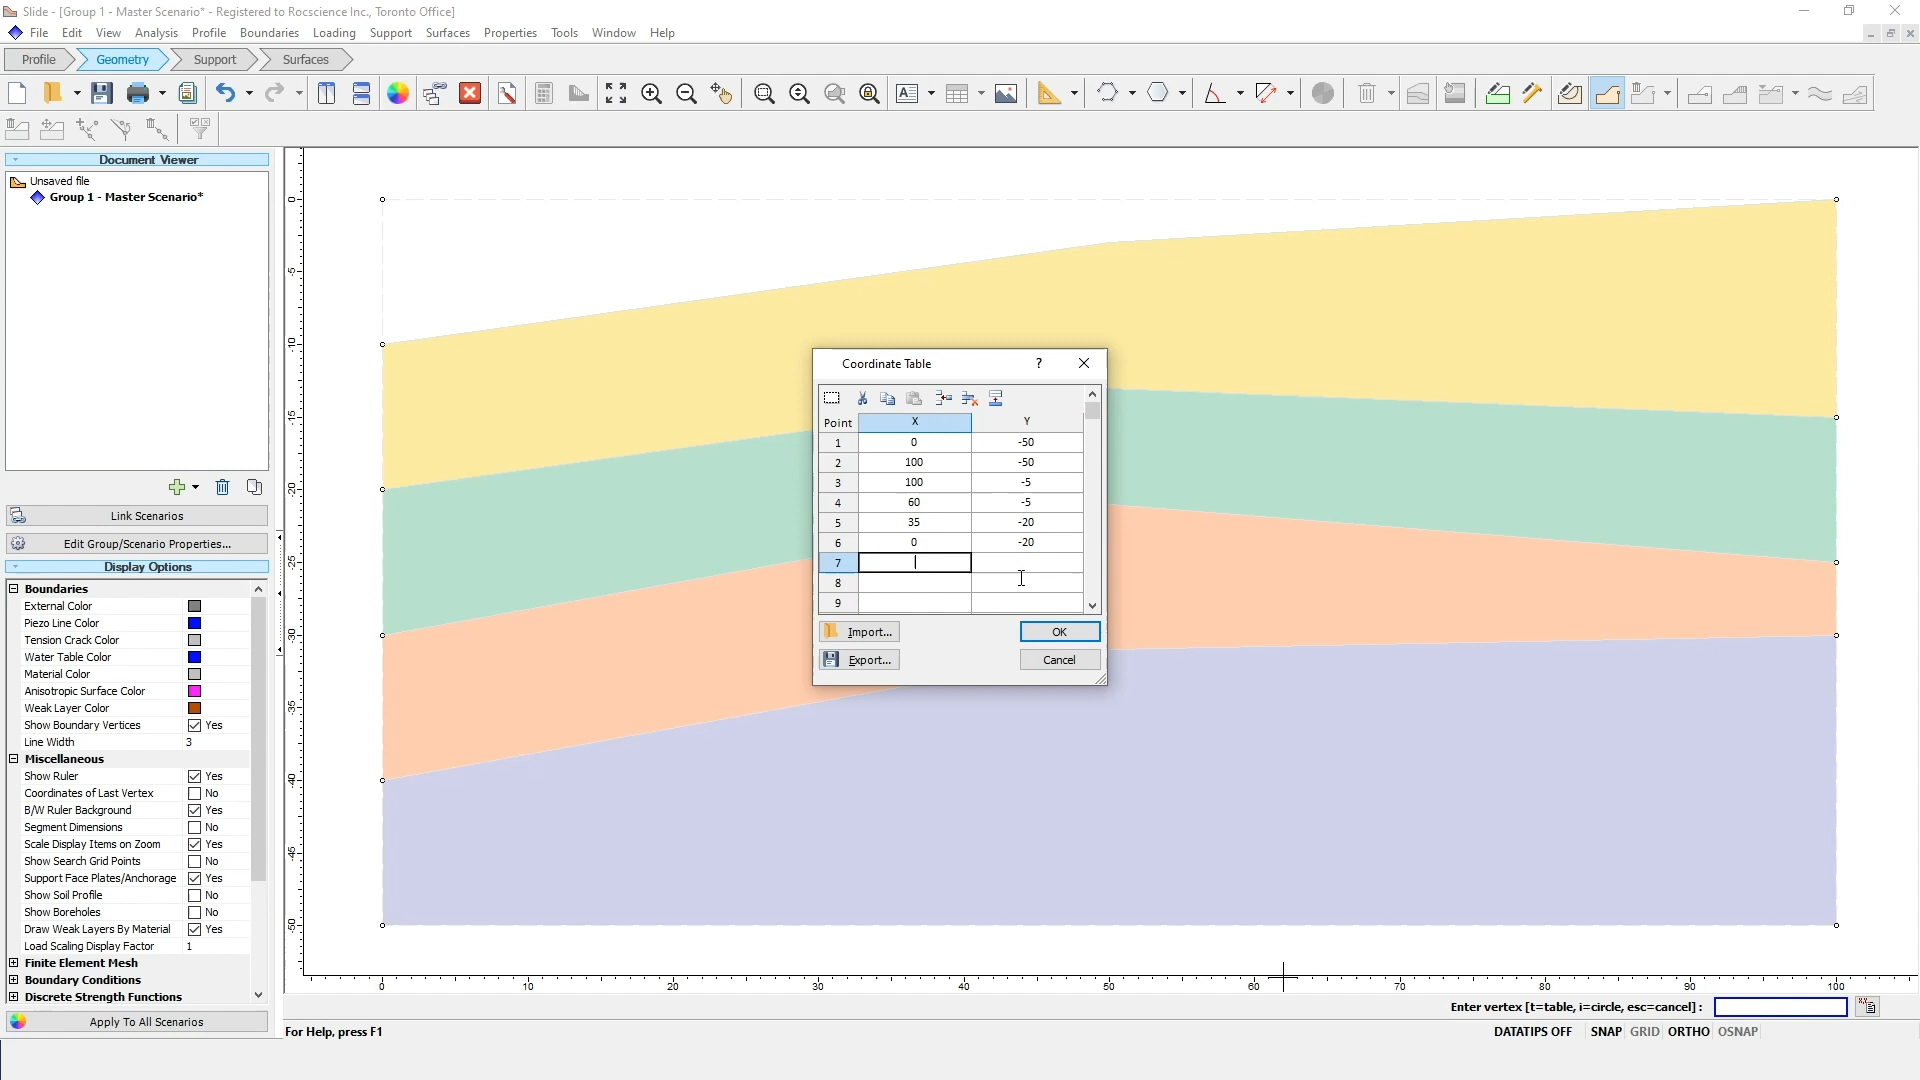 Slide - [Group 1 - Master Scenario* - Registered to Rocscience Inc., Toronto Office]
File Edit View Analysis Profile Boundaries Loading Support Surfaces Properties Tools Window Help
Profile Geometry Support Surfaces
Document Viewer
Unsaved file
Group 1 - Master Scenario*
Link Scenarios
Edit Group/Scenario Properties...
Display Options
Boundaries
External Color
Piezo Line Color
Tension Crack Color
Water Table Color
Material Color
Anisotropic Surface Color
Weak Layer Color
Show Boundary Vertices Yes
Line Width 3
Miscellaneous
Show Ruler Yes
Coordinates of Last Vertex No
B/W Ruler Background Yes
Segment Dimensions No
Scale Display Items on Zoom Yes
Show Search Grid Points No
Support Face Plates/Anchorage Yes
Show Soil Profile No
Show Boreholes No
Draw Weak Layers By Material Yes
Load Scaling Display Factor 1
Finite Element Mesh
Boundary Conditions
Discrete Strength Functions
Apply To All Scenarios
0
-5
-10
-15
-20
-25
-30
-35
-40
-45
-50
0 10 20 30 40 50 60 70 80 90 100
Coordinate Table ?
Point X Y
1 0 -50
2 100 -50
3 100 -5
4 60 -5
5 35 -20
6 0 -20
7
8
9
Import... OK
Export... Cancel
Enter vertex [t=table, i=circle, esc=cancel] :
For Help, press F1
DATATIPS OFF SNAP GRID ORTHO OSNAP